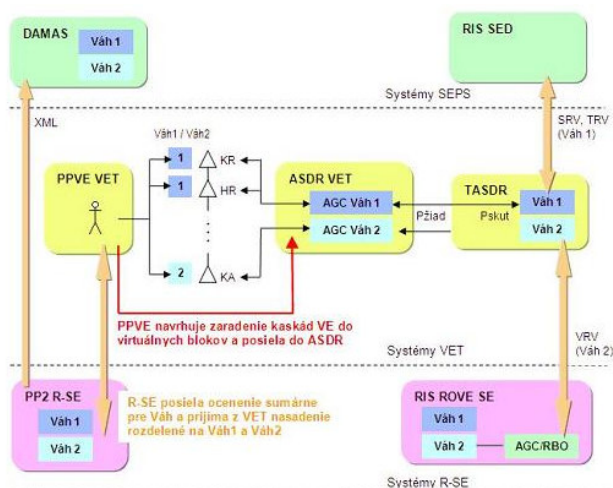 DAMAS
Váh 1
Váh 2
RIS SED
Systémy SEPS
XML
Váh1 / Váh2
SRV, TRV
(Váh 1)
PPVE VET
1
KR
1
HR
2
KA
ASDR VET
AGC Váh 1
AGC Váh 2
Pžiad
Pskut
TASDR
Váh 1
Váh 2
PPVE navrhuje zaradenie kaskád VE do
virtuálnych blokov a posiela do ASDR
VRV
(Váh 2)
Systémy VET
PP2 R-SE
Váh 1
Váh 2
R-SE posiela ocenenie sumárne
pre Váh a prijíma z VET nasadenie
rozdelené na Váh1 a Váh2
RIS ROVE SE
Váh 1
Váh 2
AGC/RBO
Systémy R-SE